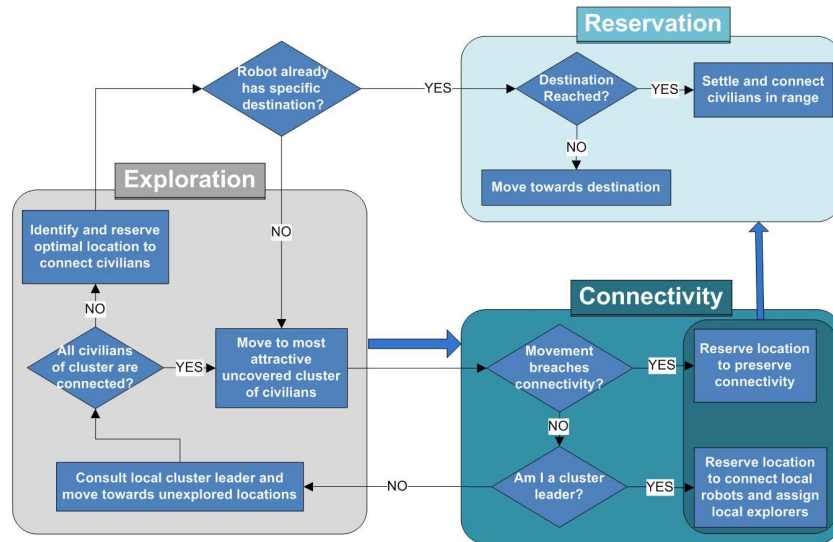 Reservation
Robot already
has specific
destination?
YES
Destination
Reached?
YES
Settle and connect
civilians in range
NO
Move towards destination
Exploration
Identify and reserve
optimal location to
connect civilians
NO
NO
All
civilians
of cluster are
connected?
YES
Move to most
attractive
uncovered cluster
of civilians
Consult local cluster leader and
move towards unexplored locations
Connectivity
Movement
breaches
connectivity?
YES
Reserve location
to preserve
connectivity
NO
Am I a cluster
leader?
YES
Reserve location
to connect local
robots and assign
local explorers
NO